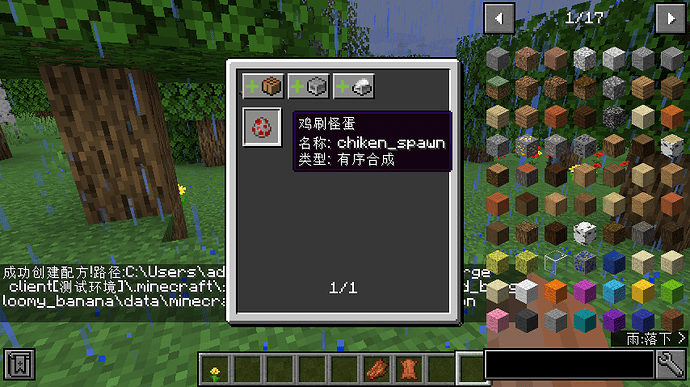 1/17
鸡刷怪蛋
名称: chiken_spawn
类型: 有序合成
成功创建配方!路径:C:\Users\ad
rge
client[测试环境]\.minecraft\
loomy_banana\data\minecra
1/1
雨:落下